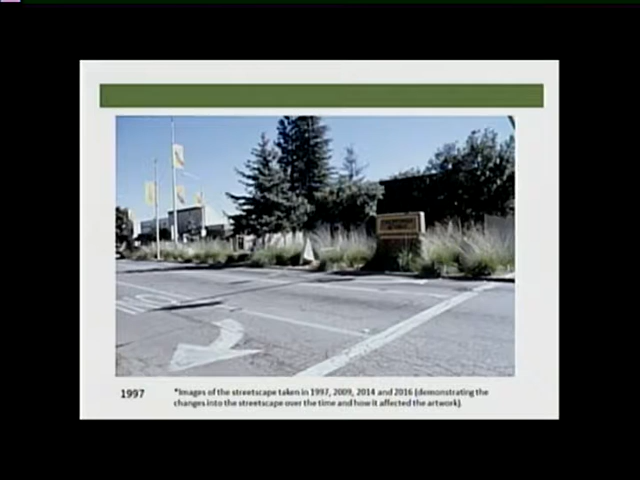 1997
*Images of the streetscape taken in 1997, 2009, 2014 and 2016 (demonstrating the
changes into the streetscape over the time and how it affected the artwork).